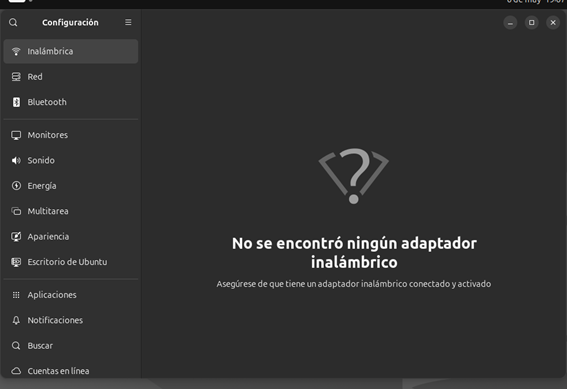 Configuración
Inalámbrica
Red
Bluetooth
Monitores
Sonido
Energía
Multitarea
Apariencia
Escritorio de Ubuntu
Aplicaciones
Notificaciones
Buscar
Cuentas en línea
No se encontró ningún adaptador
inalámbrico
Asegúrese de que tiene un adaptador inalámbrico conectado y activado